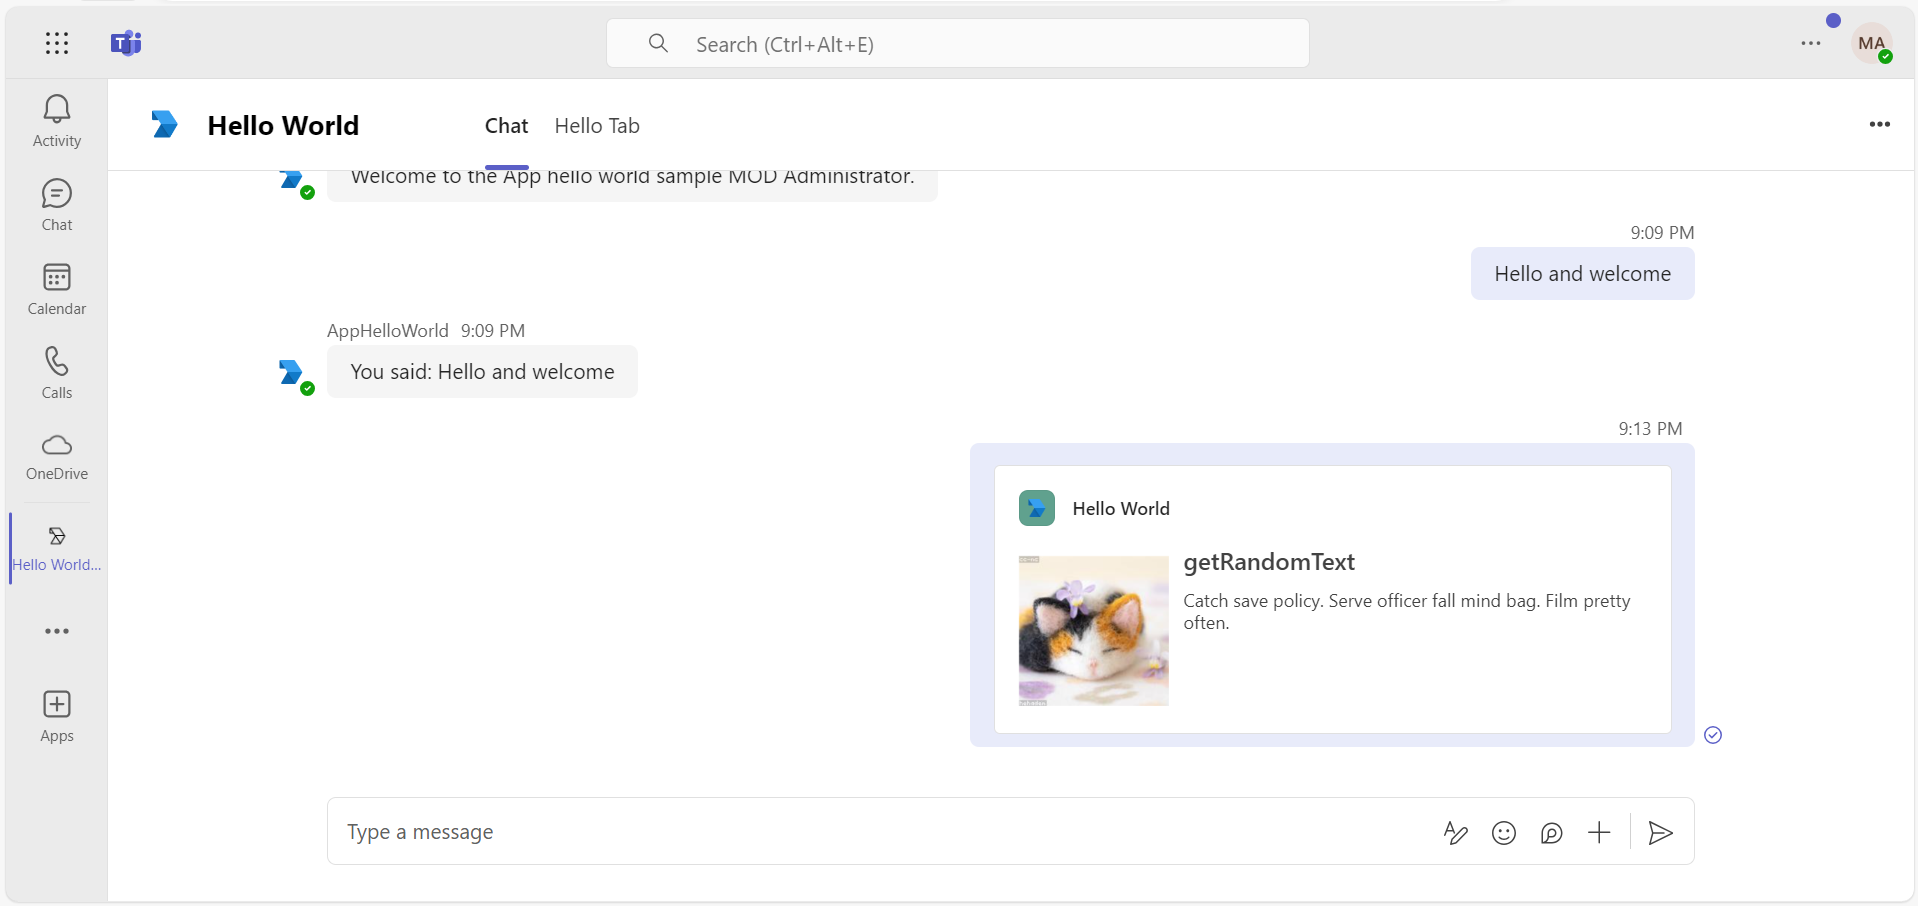 Search (Ctrl+Alt+E)
MA
Activity
Chat
Calendar
Calls
OneDrive
Hello World...
Apps
Hello World
Chat
Hello Tab
Welcome to the App hello world sample MOD Administrator.
9:09 PM
Hello and welcome
AppHelloWorld 9:09 PM
You said: Hello and welcome
9:13 PM
Hello World
getRandomText
Catch save policy. Serve officer fall mind bag. Film pretty
often.
Type a message